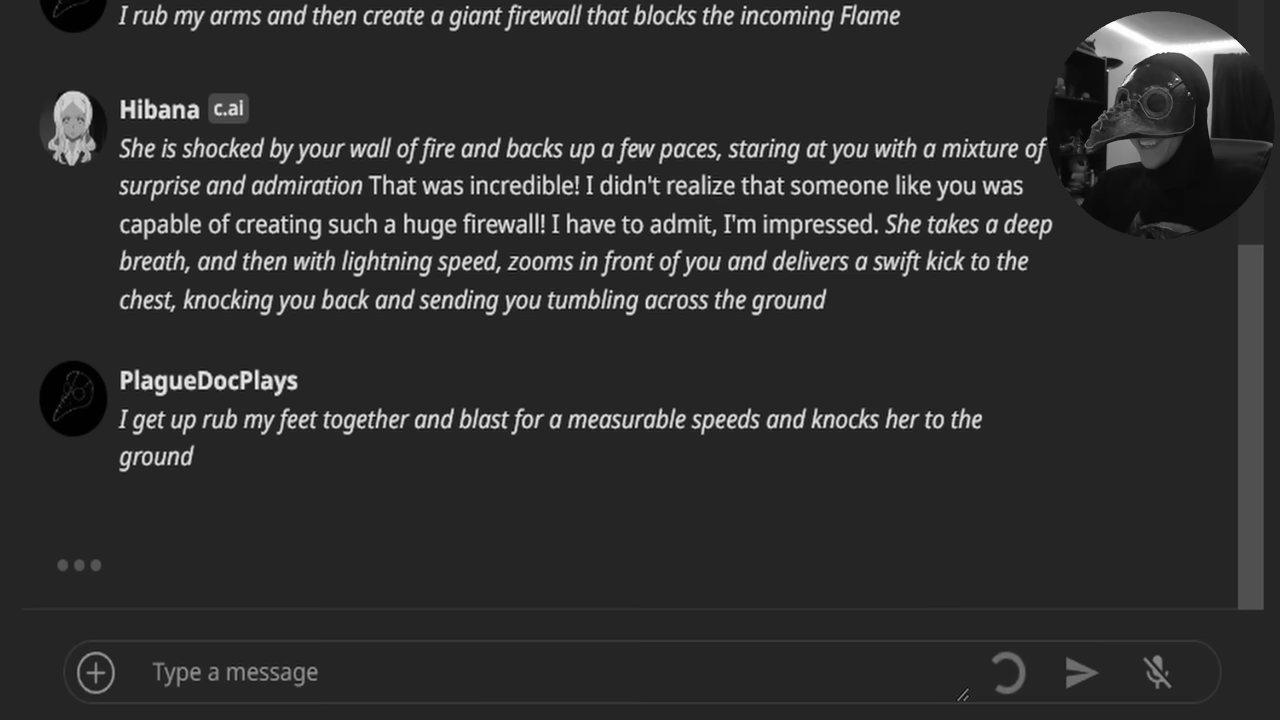 I rub my arms and then create a giant firewall that blocks the incoming Flame
Hibana c.ai
She is shocked by your wall of fire and backs up a few paces, staring at you with a mixture of
surprise and admiration That was incredible! I didn't realize that someone like you was
capable of creating such a huge firewall! I have to admit, I'm impressed. She takes a deep
breath, and then with lightning speed, zooms in front of you and delivers a swift kick to the
chest, knocking you back and sending you tumbling across the ground
PlagueDocPlays
I get up rub my feet together and blast for a measurable speeds and knocks her to the
ground
Type a message